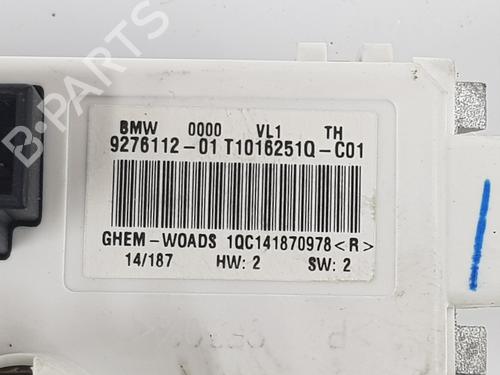 B-PARTS
BMW 0000 VL1 TH
9276112-01 T1016251Q-C01
GHEM-WOADS 1QC141870978<R>
14/187 HW: 2 SW: 2